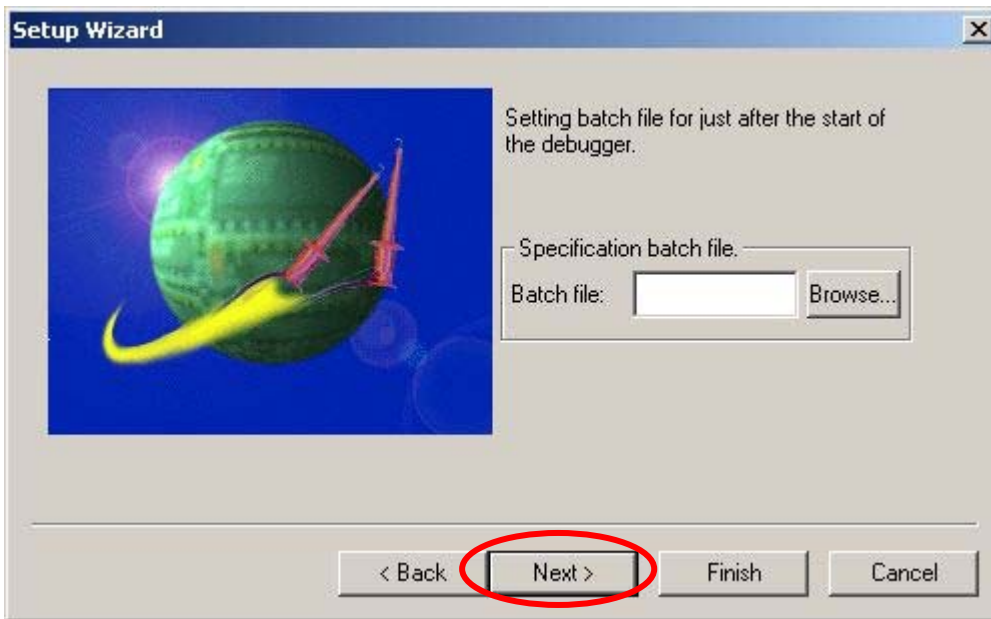 Setup Wizard
Setting batch file for just after the start of
the debugger.
Specification batch file.
Batch file:
Browse...
< Back
Next >
Finish
Cancel